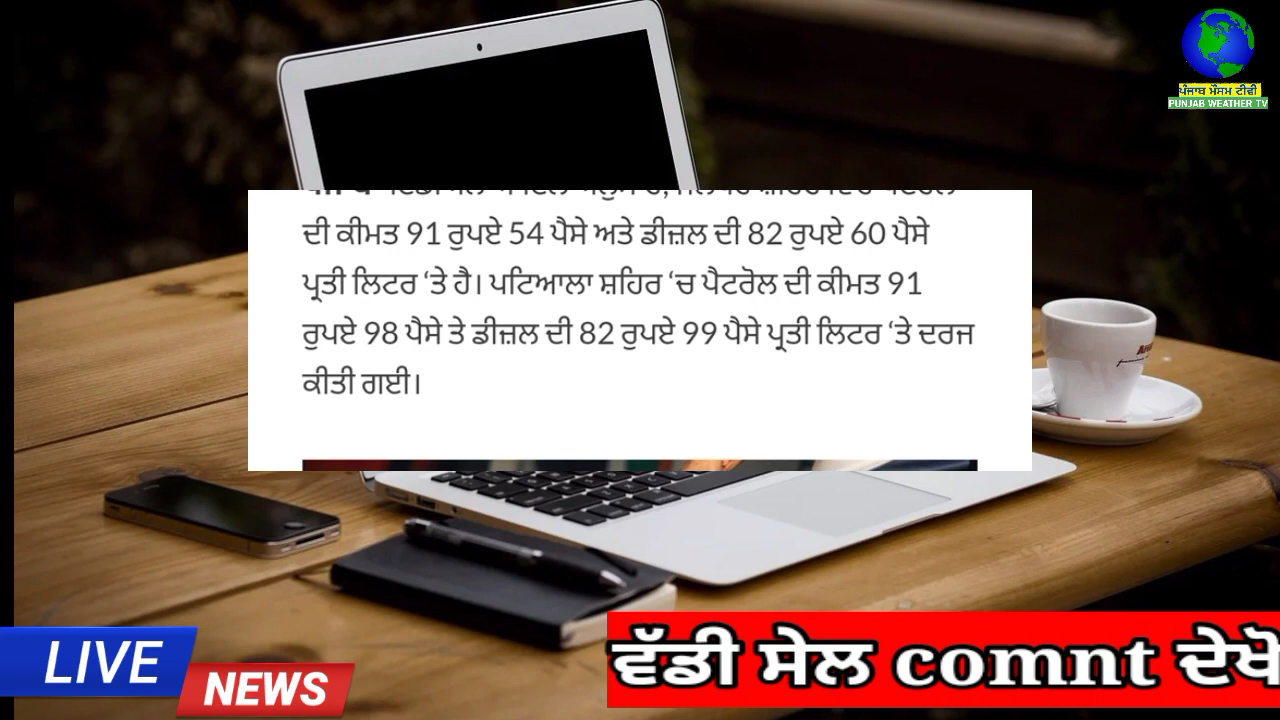 ਪੰਜਾਬ ਮੌਸਮ ਟੀਵੀ
PUNJAB WEATHER TV
ਦੀ ਕੀਮਤ 91 ਰੁਪਏ 54 ਪੈਸੇ ਅਤੇ ਡੀਜ਼ਲ ਦੀ 82 ਰੁਪਏ 60 ਪੈਸੇ
ਪ੍ਰਤੀ ਲਿਟਰ ‘ਤੇ ਹੈ। ਪਟਿਆਲਾ ਸ਼ਹਿਰ ‘ਚ ਪੈਟਰੋਲ ਦੀ ਕੀਮਤ 91
ਰੁਪਏ 98 ਪੈਸੇ ਤੇ ਡੀਜ਼ਲ ਦੀ 82 ਰੁਪਏ 99 ਪੈਸੇ ਪ੍ਰਤੀ ਲਿਟਰ ‘ਤੇ ਦਰਜ
ਕੀਤੀ ਗਈ।
LIVE
NEWS
ਵੱਡੀ ਸੇਲ comnt ਦੇਖੋ